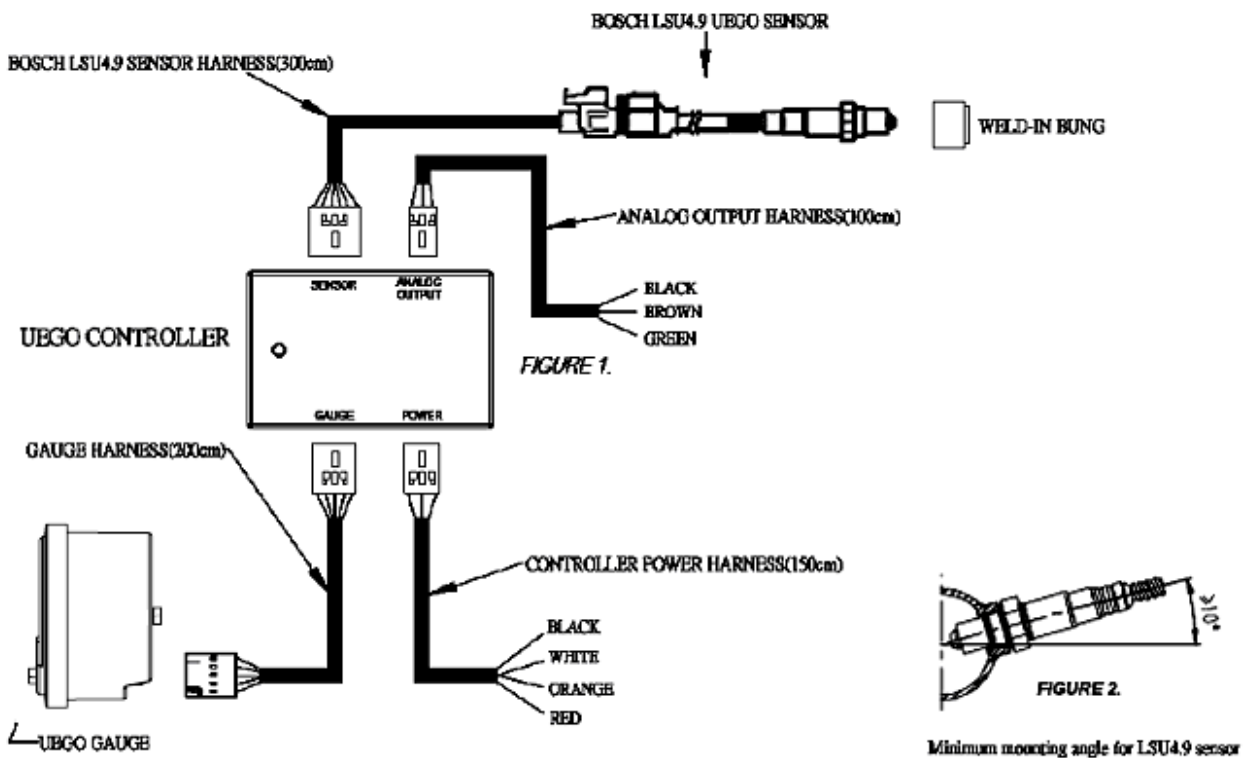 BOSCH LSU4.9 UEGO SENSOR
BOSCH LSU4.9 SENSOR HARNESS(300cm)
WELD-IN BUNG
ANALOG OUTPUT HARNESS(100cm)
SENSOR
ANALOG
OUTPUT
BLACK
BROWN
GREEN
UEGO CONTROLLER
FIGURE 1.
GAUGE
POWER
GAUGE HARNESS(200cm)
CONTROLLER POWER HARNESS(150cm)
BLACK
WHITE
ORANGE
RED
≥10°
FIGURE 2.
UEGO GAUGE
Minimum mounting angle for LSU4.9 sensor